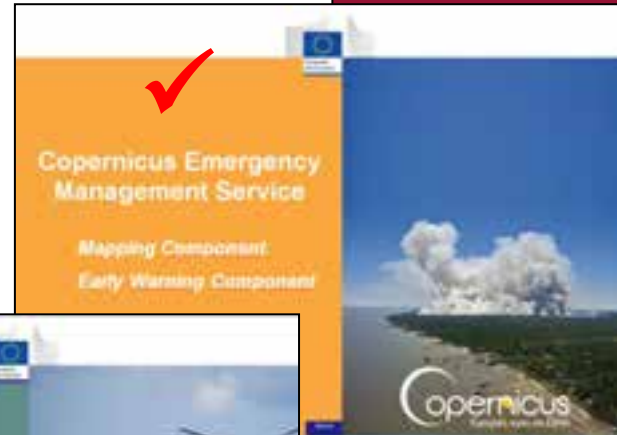 Copernicus Emergency
Management Service
Mapping Component
Early Warning Component
opernicus